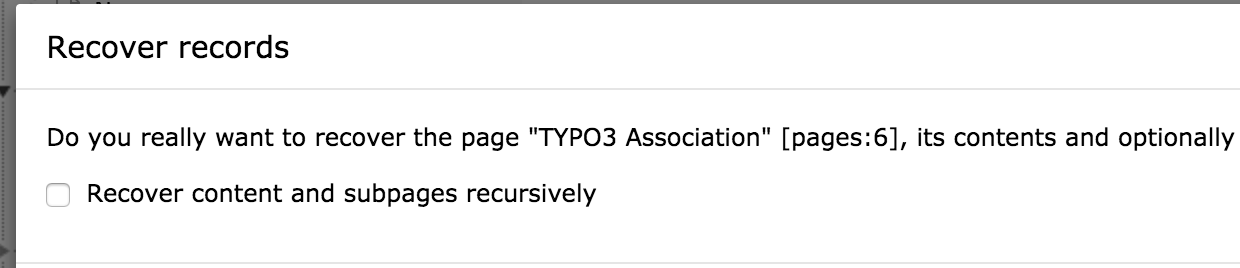 Recover records
Do you really want to recover the page "TYPO3 Association" [pages:6], its contents and optionally
Recover content and subpages recursively